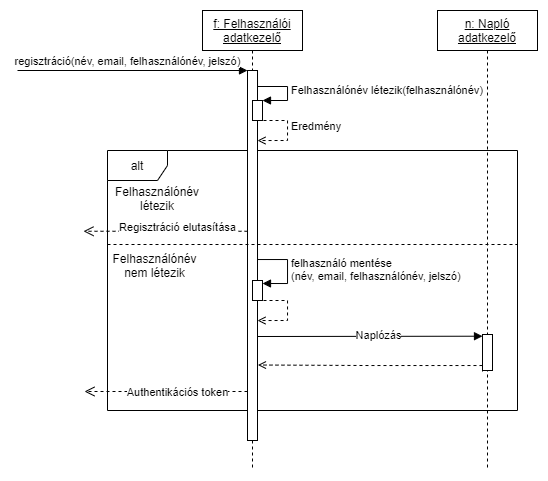 f: Felhasználói
adatkezelő
n: Napló
adatkezelő
regisztráció(név, email, felhasználónév, jelszó)
Felhasználónév létezik(felhasználónév)
Eredmény
alt
Felhasználónév
létezik
Regisztráció elutasítása
Felhasználónév
nem létezik
felhasználó mentése
(név, email, felhasználónév, jelszó)
Naplózás
Authentikációs token